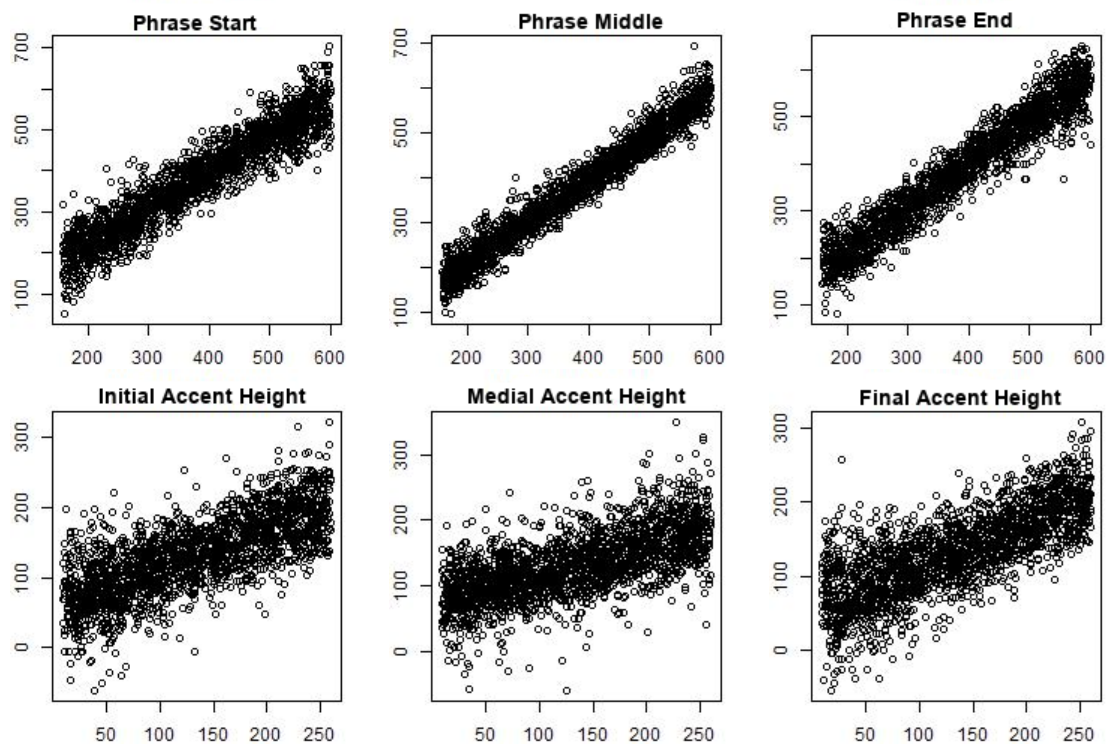 Phrase Start
Phrase Middle
Phrase End
700
500
300
100
200 300 400 500 600
700
500
300
100
200 300 400 500 600
500
300
100
200 300 400 500 600
Initial Accent Height
Medial Accent Height
Final Accent Height
300
200
100
0
50 100 150 200 250
300
200
100
0
50 100 150 200 250
300
200
100
0
50 100 150 200 250